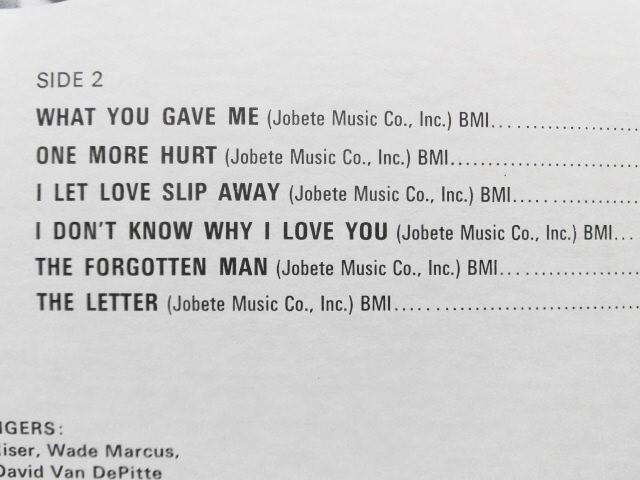 SIDE 2
WHAT YOU GAVE ME (Jobete Music Co., Inc.) BMI....................
ONE MORE HURT (Jobete Music Co., Inc.) BMI.........................
I LET LOVE SLIP AWAY (Jobete Music Co., Inc.) BMI.................
I DON'T KNOW WHY I LOVE YOU (Jobete Music Co., Inc.) BMI...
THE FORGOTTEN MAN (Jobete Music Co., Inc.) BMI...................
THE LETTER (Jobete Music Co., Inc.) BMI.................................
NGERS:
iser, Wade Marcus,
David Van DePitte